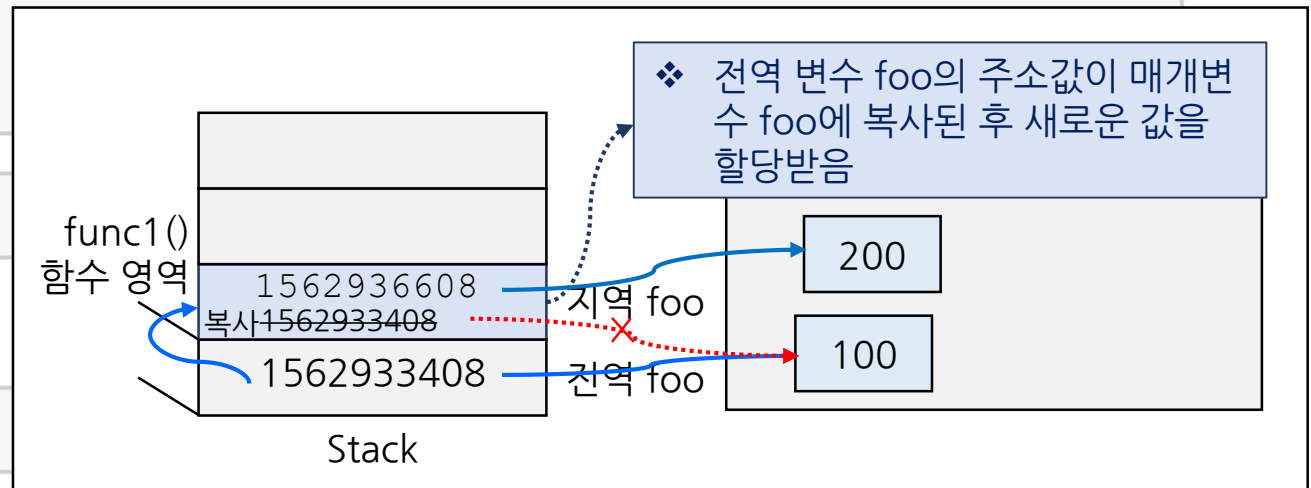 ❖ 전역 변수 foo의 주소값이 매개변
수 foo에 복사된 후 새로운 값을
할당받음
func1()
함수 영역
1562936608
지역 foo
복사1562933408
1562933408
전역 foo
200
100
Stack